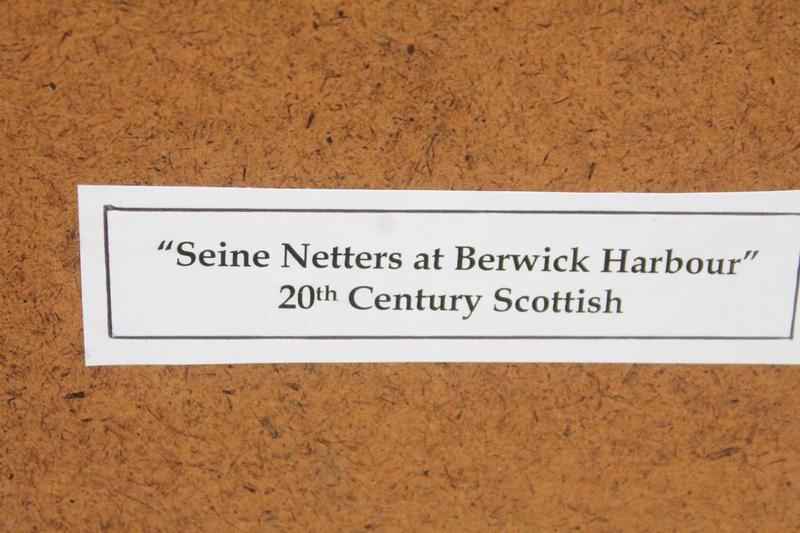 “Seine Netters at Berwick Harbour”
20th Century Scottish